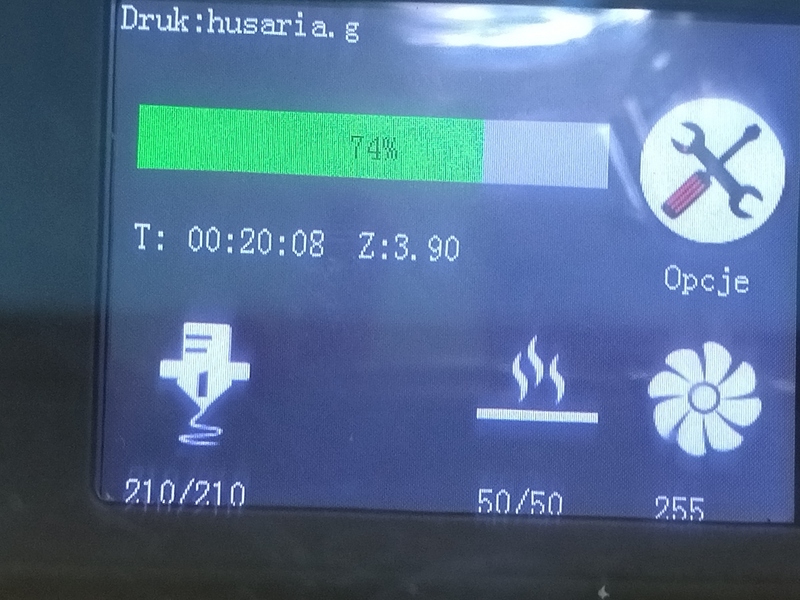 Druk:husaria.g
74%
T: 00:20:08 Z:3.90
Opcje
210/210
50/50
255